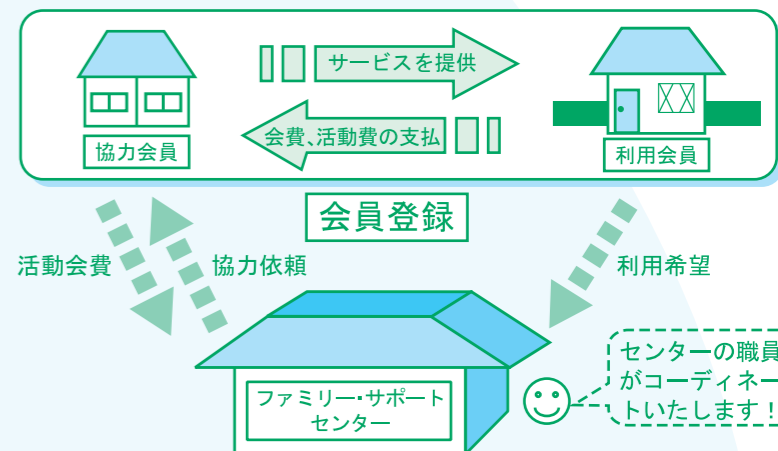 サービスを提供
会費、活動費の支払
協力会員
利用会員
会員登録
活動会費
協力依頼
利用希望
ファミリー・サポート
センター
センターの職員
がコーディネー
トいたします！